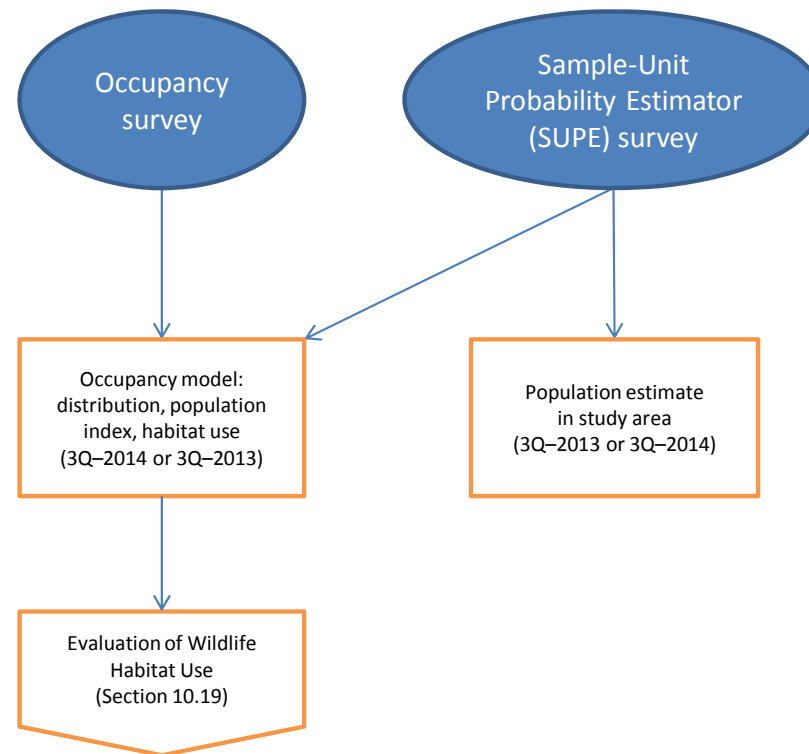 Occupancy
survey
Sample-Unit
Probability Estimator
(SUPE) survey
Occupancy model:
distribution, population
index, habitat use
(3Q–2014 or 3Q–2013)
Population estimate
in study area
(3Q–2013 or 3Q–2014)
Evaluation of Wildlife
Habitat Use
(Section 10.19)